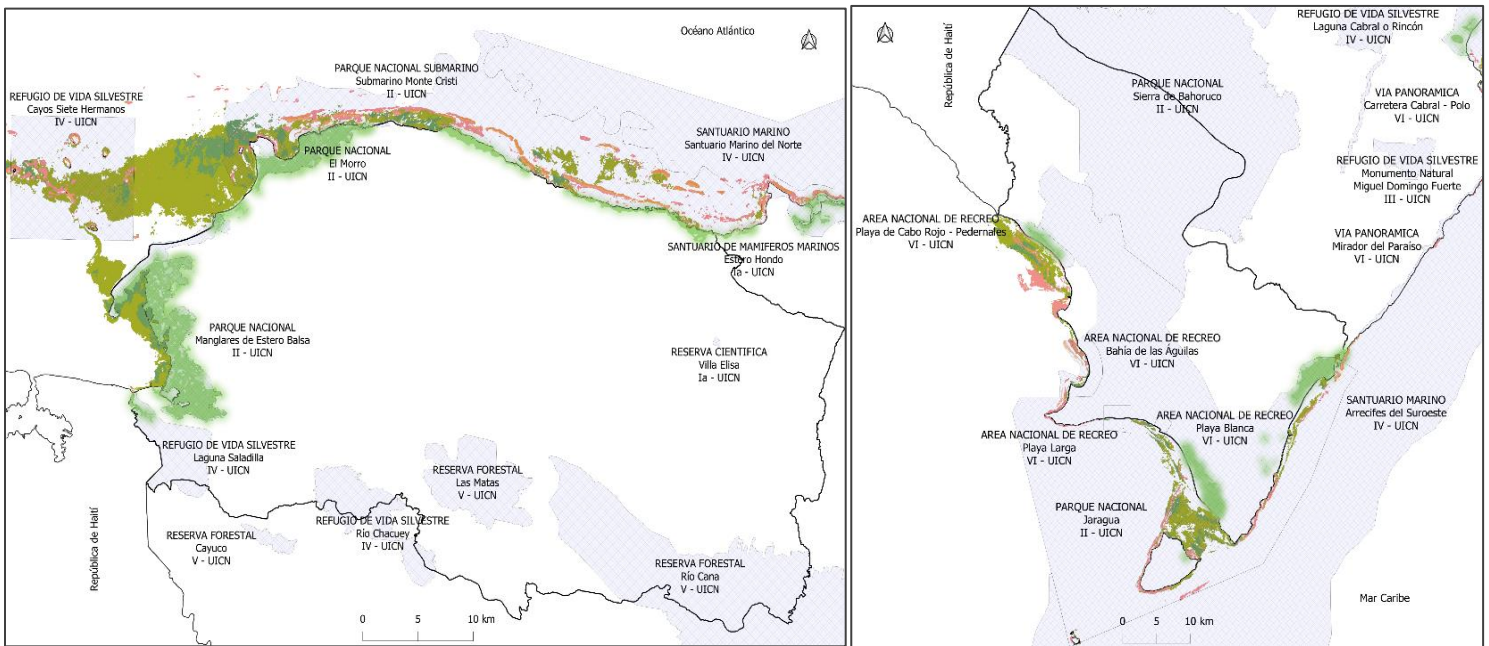 Océano Atlántico
PARQUE NACIONAL SUBMARINO
Submarino Monte Cristi
II - UICN
REFUGIO DE VIDA SILVESTRE
Cayos Siete Hermanos
IV - UICN
SANTUARIO MARINO
Santuario Marino del Norte
IV - UICN
PARQUE NACIONAL
El Morro
II - UICN
SANTUARIO DE MAMIFEROS MARINOS
Estero Hondo
Ia - UICN
PARQUE NACIONAL
Manglares de Estero Balsa
II - UICN
RESERVA CIENTIFICA
Villa Elisa
Ia - UICN
REFUGIO DE VIDA SILVESTRE
Laguna Saladilla
IV - UICN
RESERVA FORESTAL
Las Matas
V - UICN
República de Haití
RESERVA FORESTAL
Cayuco
V - UICN
REFUGIO DE VIDA SILVESTRE
Río Chacuey
IV - UICN
RESERVA FORESTAL
Río Cana
V - UICN
0 5 10 km
REFUGIO DE VIDA SILVESTRE
Laguna Cabral o Rincón
IV - UICN
República de Haití
PARQUE NACIONAL
Sierra de Bahoruco
II - UICN
VIA PANORAMICA
Carretera Cabral - Polo
VI - UICN
REFUGIO DE VIDA SILVESTRE
Monumento Natural
Miguel Domingo Fuerte
III - UICN
AREA NACIONAL DE RECREO
Playa de Cabo Rojo - Pedernales
VI - UICN
VIA PANORAMICA
Mirador del Paraiso
VI - UICN
AREA NACIONAL DE RECREO
Bahía de las Águilas
VI - UICN
SANTUARIO MARINO
Arrecifes del Suroeste
IV - UICN
AREA NACIONAL DE RECREO
Playa Blanca
VI - UICN
AREA NACIONAL DE RECREO
Playa Larga
VI - UICN
PARQUE NACIONAL
Jaragua
II - UICN
Mar Caribe
0 5 10 km